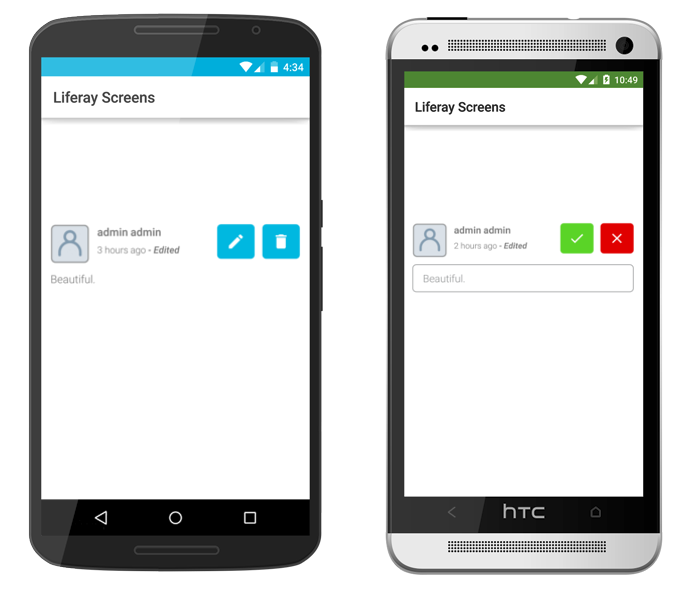 4:34
Liferay Screens
admin admin
3 hours ago - Edited
Beautiful.
10:49
Liferay Screens
admin admin
2 hours ago - Edited
Beautiful.
hTC